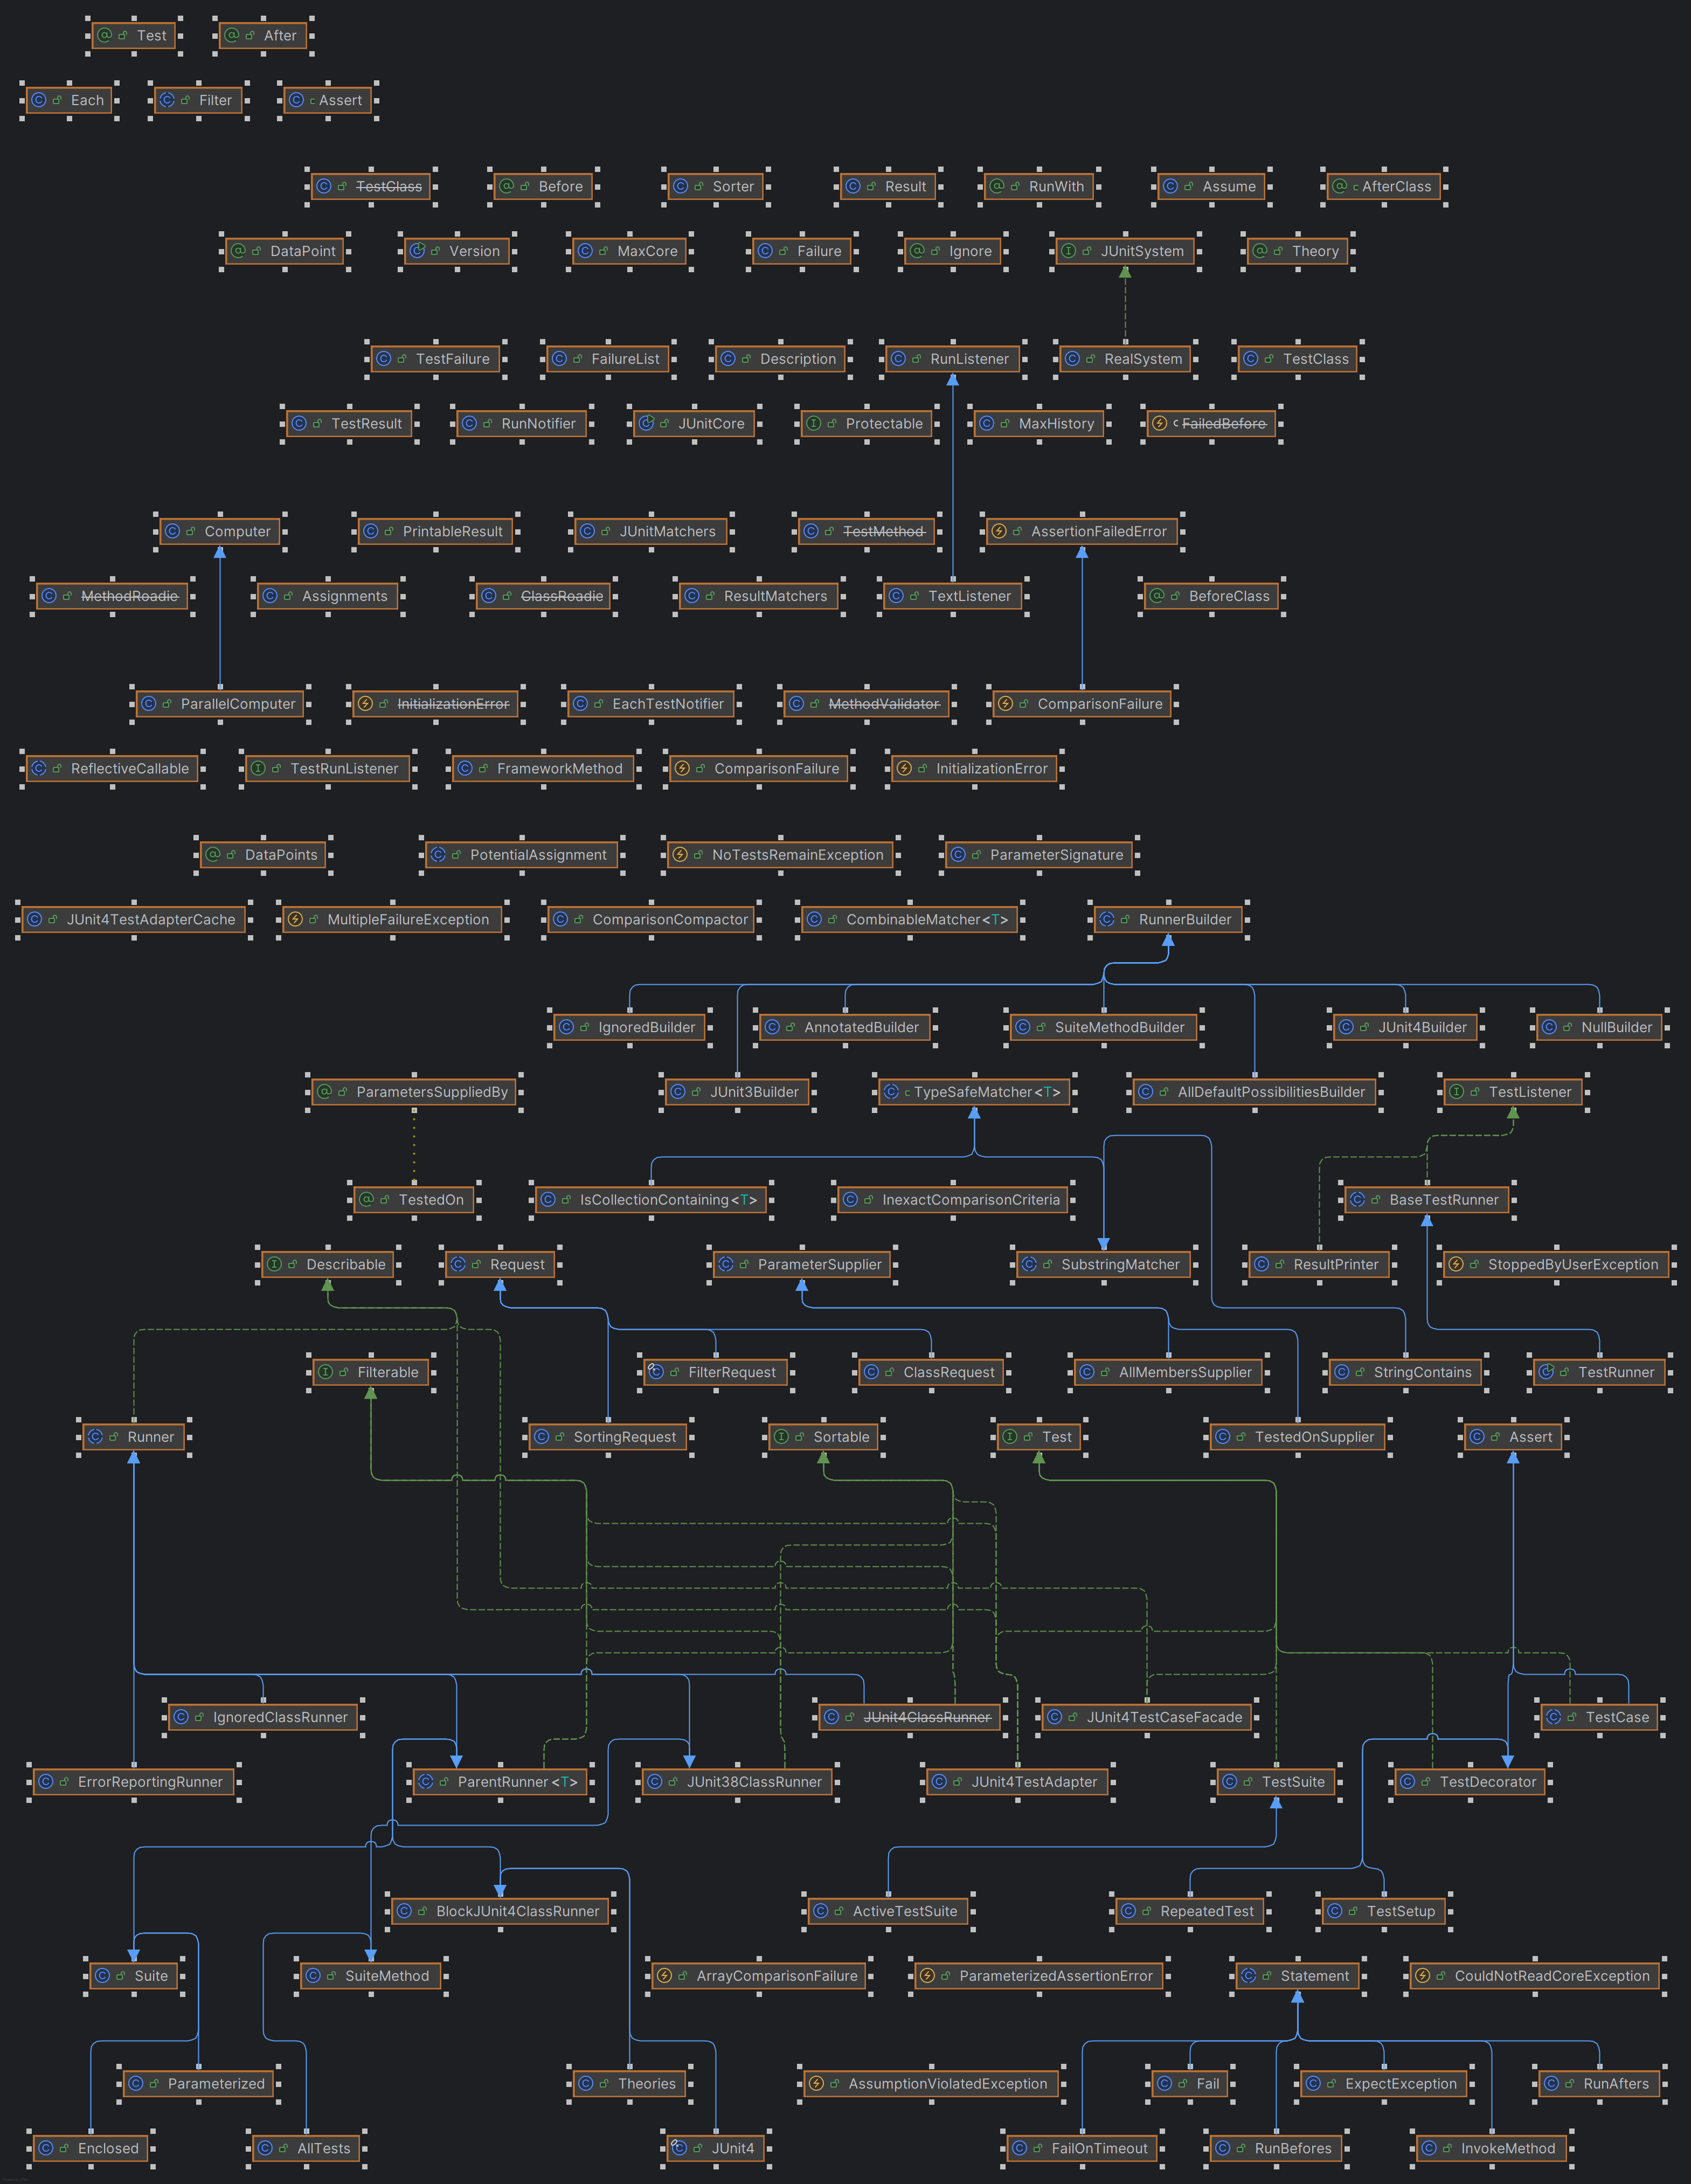 Test After
Each Filter Assert
TestClass Before Sorter Result RunWith Assume AfterClass
DataPoint Version MaxCore Failure Ignore JUnitSystem Theory
TestFailure FailureList Description RunListener RealSystem TestClass
TestResult RunNotifier JUnitCore Protectable MaxHistory FailedBefore
Computer PrintableResult JUnitMatchers TestMethod AssertionFailedError
MethodRoadie Assignments ClassRoadie ResultMatchers TextListener BeforeClass
ParallelComputer InitializationError EachTestNotifier MethodValidator ComparisonFailure
ReflectiveCallable TestRunListener FrameworkMethod ComparisonFailure InitializationError
DataPoints PotentialAssignment NoTestsRemainException ParameterSignature
JUnit4TestAdapterCache MultipleFailureException ComparisonCompactor CombinableMatcher<T> RunnerBuilder
IgnoredBuilder AnnotatedBuilder SuiteMethodBuilder JUnit4Builder NullBuilder
ParametersSuppliedBy JUnit3Builder TypeSafeMatcher<T> AllDefaultPossibilitiesBuilder TestListener
TestedOn IsCollectionContaining<T> InexactComparisonCriteria BaseTestRunner
Describable Request ParameterSupplier SubstringMatcher ResultPrinter StoppedByUserException
Filterable FilterRequest ClassRequest AllMembersSupplier StringContains TestRunner
Runner SortingRequest Sortable Test TestedOnSupplier Assert
IgnoredClassRunner JUnit4ClassRunner JUnit4TestCaseFacade TestCase
ErrorReportingRunner ParentRunner<T> JUnit38ClassRunner JUnit4TestAdapter TestSuite TestDecorator
BlockJUnit4ClassRunner ActiveTestSuite RepeatedTest TestSetup
Suite SuiteMethod ArrayComparisonFailure ParameterizedAssertionError Statement CouldNotReadCoreException
Parameterized Theories AssumptionViolatedException Fail ExpectException RunAfters
Enclosed AllTests JUnit4 FailOnTimeout RunBefores InvokeMethod